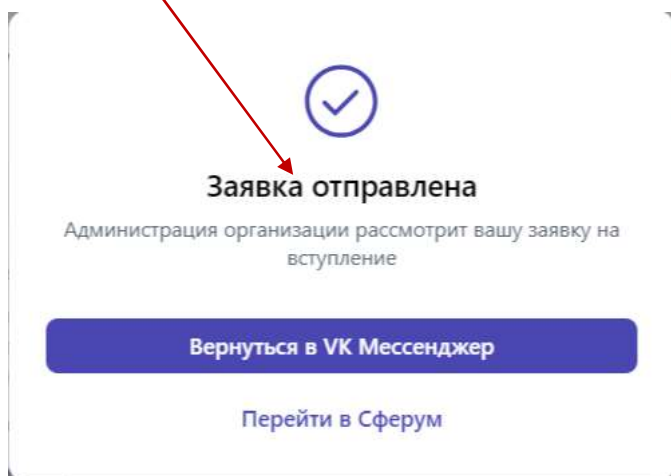 Заявка отправлена
Администрация организации рассмотрит вашу заявку на
вступление
Вернуться в VK Мессенджер
Перейти в Сферум